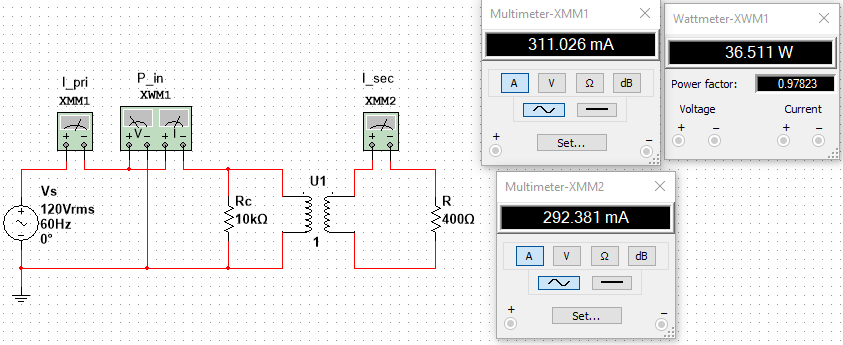 Multimeter-XMM1
311.026 mA
A V Ω dB
+ Set... −
Wattmeter-XWM1
36.511 W
Power factor: 0.97823
Voltage Current
+ − + −
I_pri
XMM1
P_in
XWM1
V I
I_sec
XMM2
+ −
+ − + −
+ −
Vs
120Vrms
60Hz
0°
Rc
10kΩ
U1
1
R
400Ω
Multimeter-XMM2
292.381 mA
A V Ω dB
+ Set... −